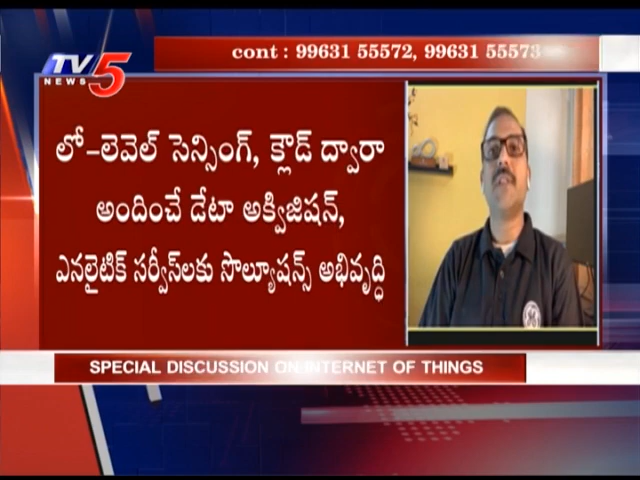 cont : 99631 55572, 99631 55573
TV5
NEWS
లో-లెవెల్ సెన్సింగ్, క్లౌడ్ ద్వారా
అందించే డేటా అక్విజిషన్,
ఎనలైటిక్ సర్వీస్‌లకు సొల్యూషన్స్ అభివృద్ధి
SPECIAL DISCUSSION ON INTERNET OF THINGS